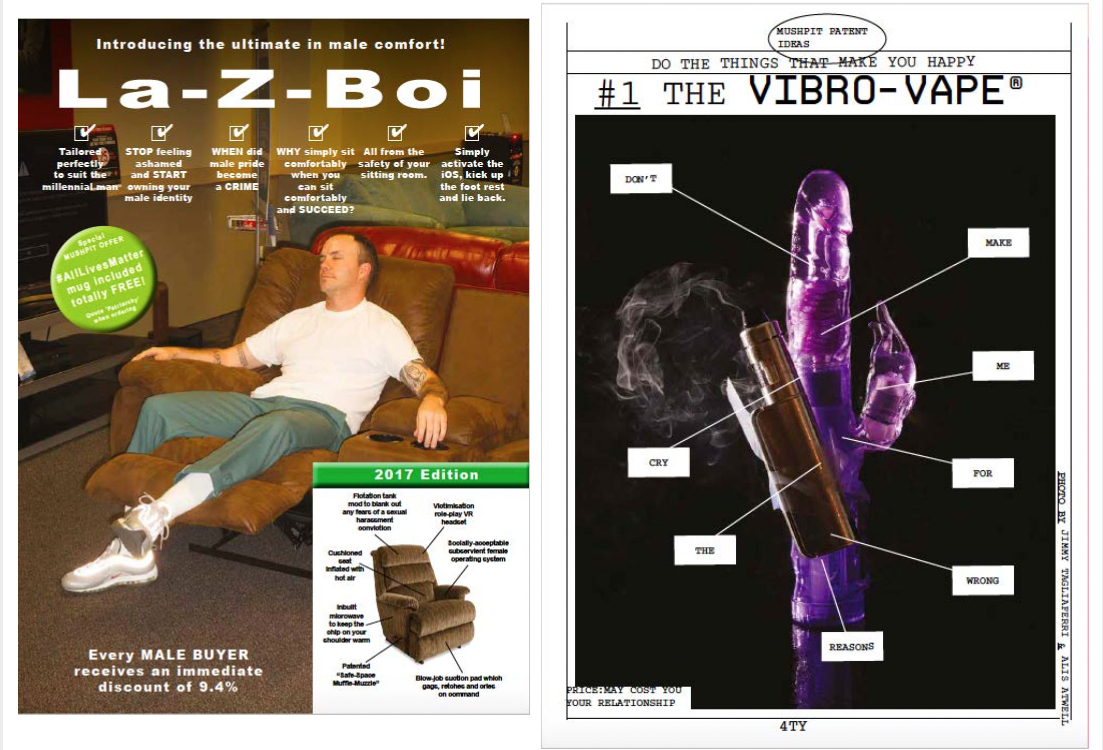 Introducing the ultimate in male comfort!
La-Z-Boi
Tailored
perfectly
to suit the
millennial man
STOP feeling
ashamed
and START
owning your
male identity
WHEN did
male pride
become
a CRIME
WHY simply sit
comfortably
when you
can sit
comfortably
and SUCCEED?
All from the
safety of your
sitting room.
Simply
activate the
iOS, kick up
the foot rest
and lie back.
Special
MUSHPIT OFFER
#AllLivesMatter
mug included
totally FREE!
Quote 'Patriarchy'
when ordering
2017 Edition
Flotation tank
mod to blank out
any fears of a sexual
harassment
conviction
Victimisation
role-play VR
headset
Socially-acceptable
subservient female
operating system
Cushioned
seat
inflated with
hot air
Inbuilt
microwave
to keep the
chip on your
shoulder warm
Patented
"Safe-Space
Muffle-Muzzle"
Blow-job suction pad which
gags, retches and cries
on command
Every MALE BUYER
receives an immediate
discount of 9.4%
MUSHPIT PATENT
IDEAS
DO THE THINGS THAT MAKE YOU HAPPY
#1 THE VIBRO-VAPE®
DON'T
MAKE
ME
CRY
FOR
THE
WRONG
REASONS
PHOTO BY JIMMY TAGLIAFERRI & ALIS ATWELL
PRICE:MAY COST YOU
YOUR RELATIONSHIP
4TY